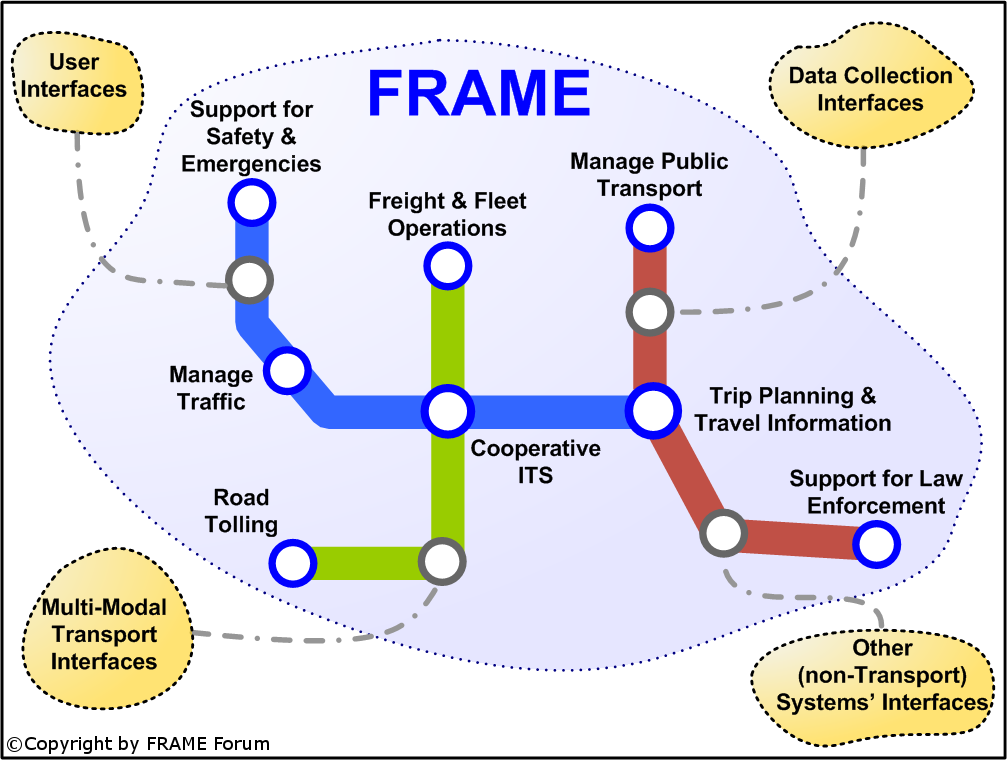 User
Interfaces
FRAME
Data Collection
Interfaces
Support for
Safety &
Emergencies
Manage Public
Transport
Freight & Fleet
Operations
Manage
Traffic
Trip Planning &
Travel Information
Cooperative
ITS
Support for Law
Enforcement
Road
Tolling
Multi-Modal
Transport
Interfaces
Other
(non-Transport)
Systems’ Interfaces
©Copyright by FRAME Forum